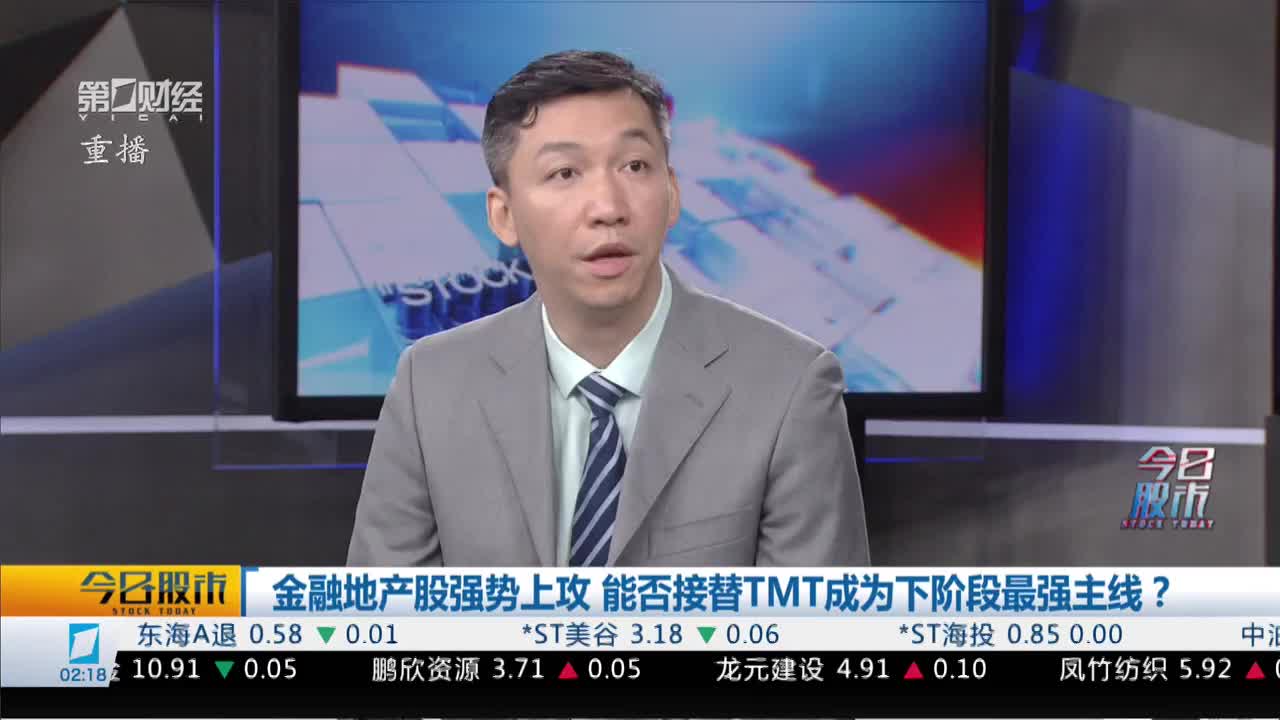 第一财经
YICAI
重播
STOCK
今日
股市
STOCK TODAY
今日股市
STOCK TODAY
金融地产股强势上攻 能否接替TMT成为下阶段最强主线？
东海A退 0.58 ▼ 0.01 *ST美谷 3.18 ▼ 0.06 *ST海投 0.85 0.00
02:18
10.91 ▼ 0.05 鹏欣资源 3.71 ▲ 0.05 龙元建设 4.91 ▲ 0.10 凤竹纺织 5.92 ▲